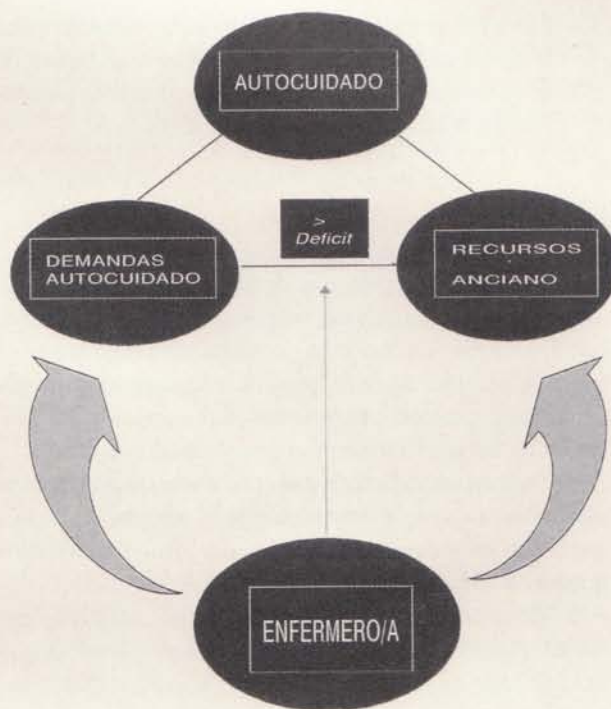 AUTOCUIDADO
>
Deficit
DEMANDAS
AUTOCUIDADO
RECURSOS
ANCIANO
ENFERMERO/A